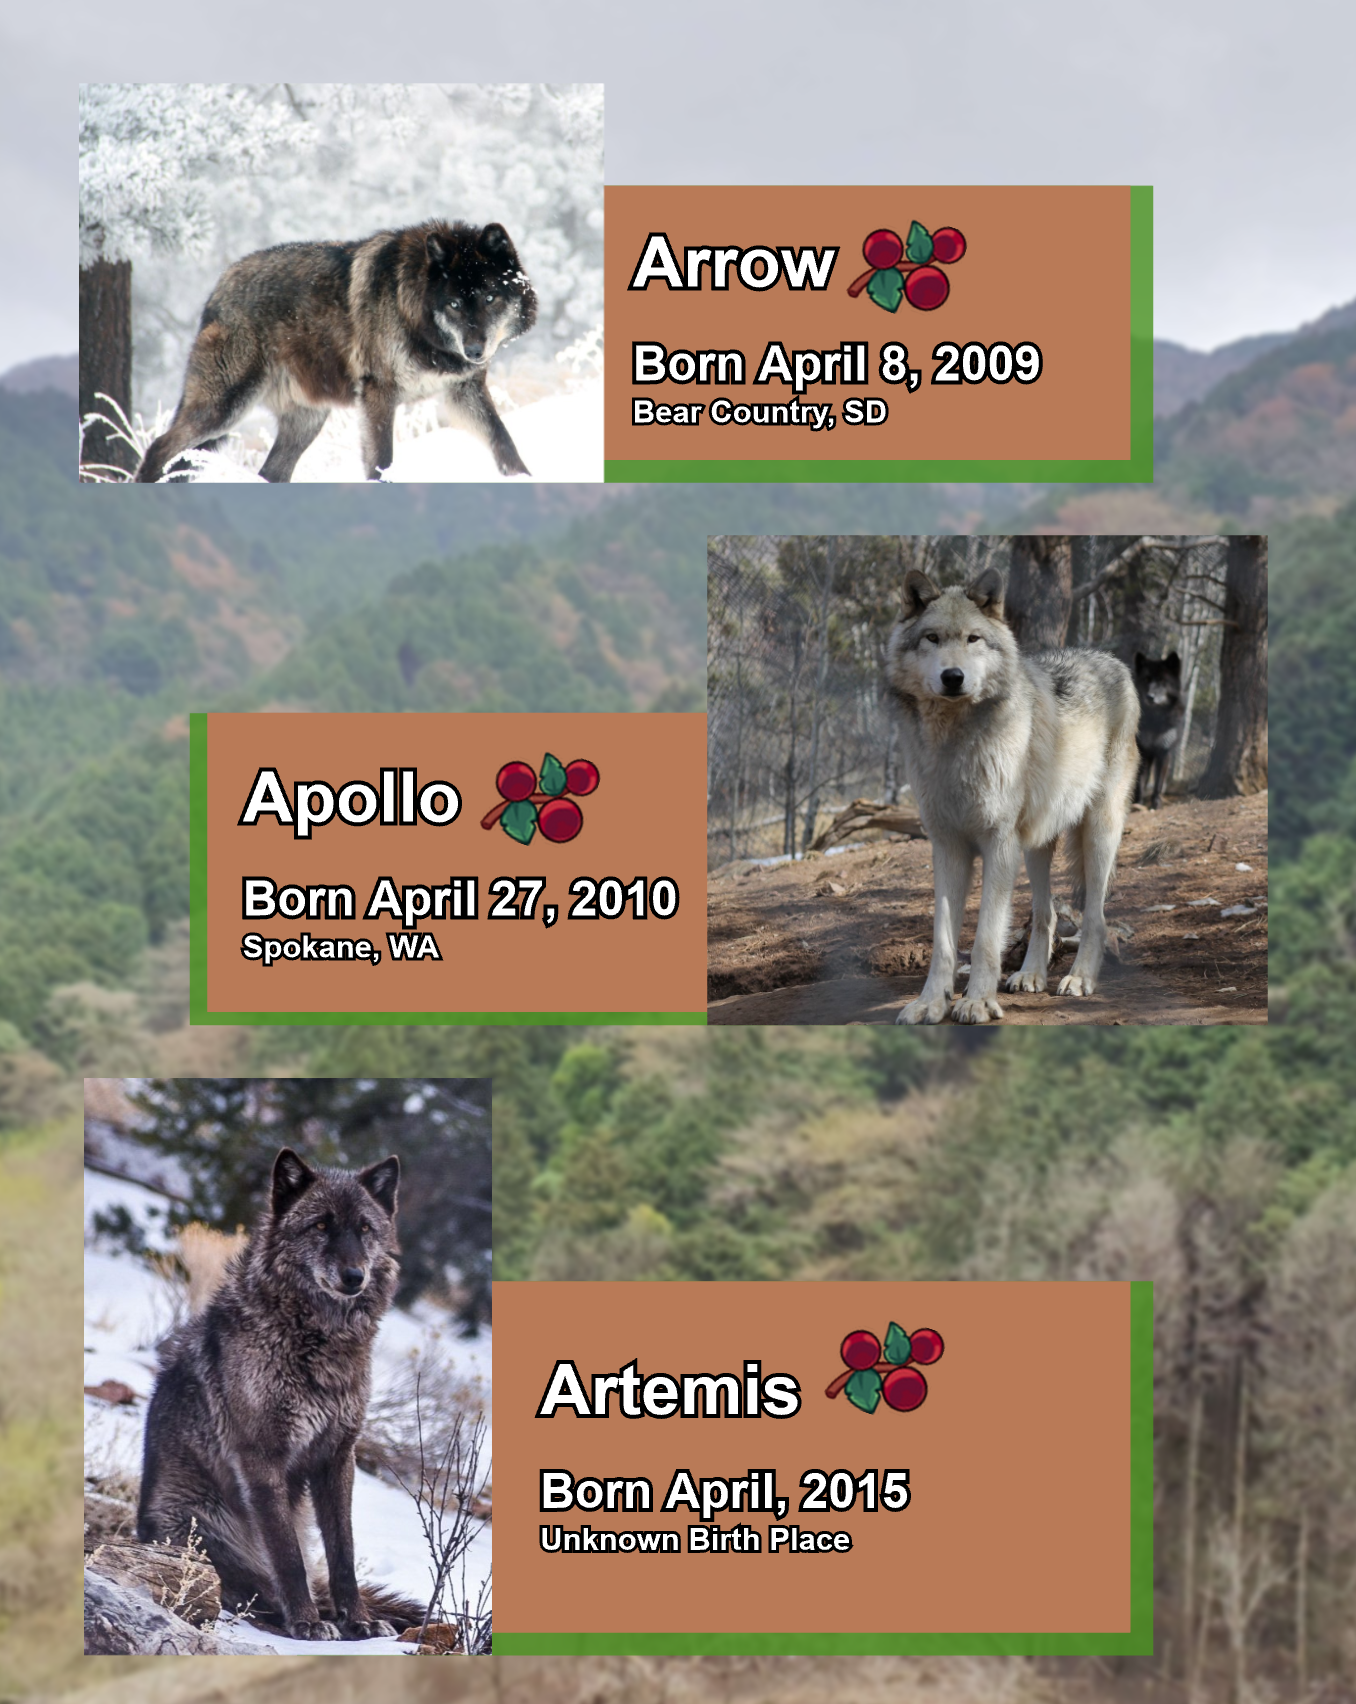 Arrow
Born April 8, 2009
Bear Country, SD
Apollo
Born April 27, 2010
Spokane, WA
Artemis
Born April, 2015
Unknown Birth Place